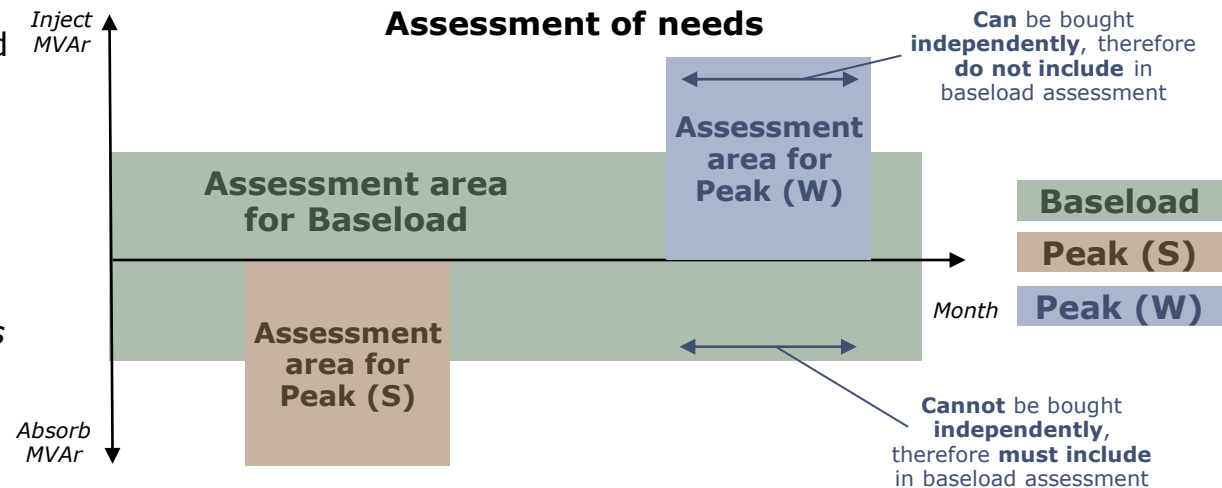 Assessment of needs
Inject
MVAr
d
Can be bought
independently, therefore
do not include in
baseload assessment
Assessment
area for
Peak (W)
Assessment area
for Baseload
Baseload
Peak (S)
Peak (W)
Month
s
Assessment
area for
Peak (S)
Absorb
MVAr
Cannot be bought
independently,
therefore must include
in baseload assessment